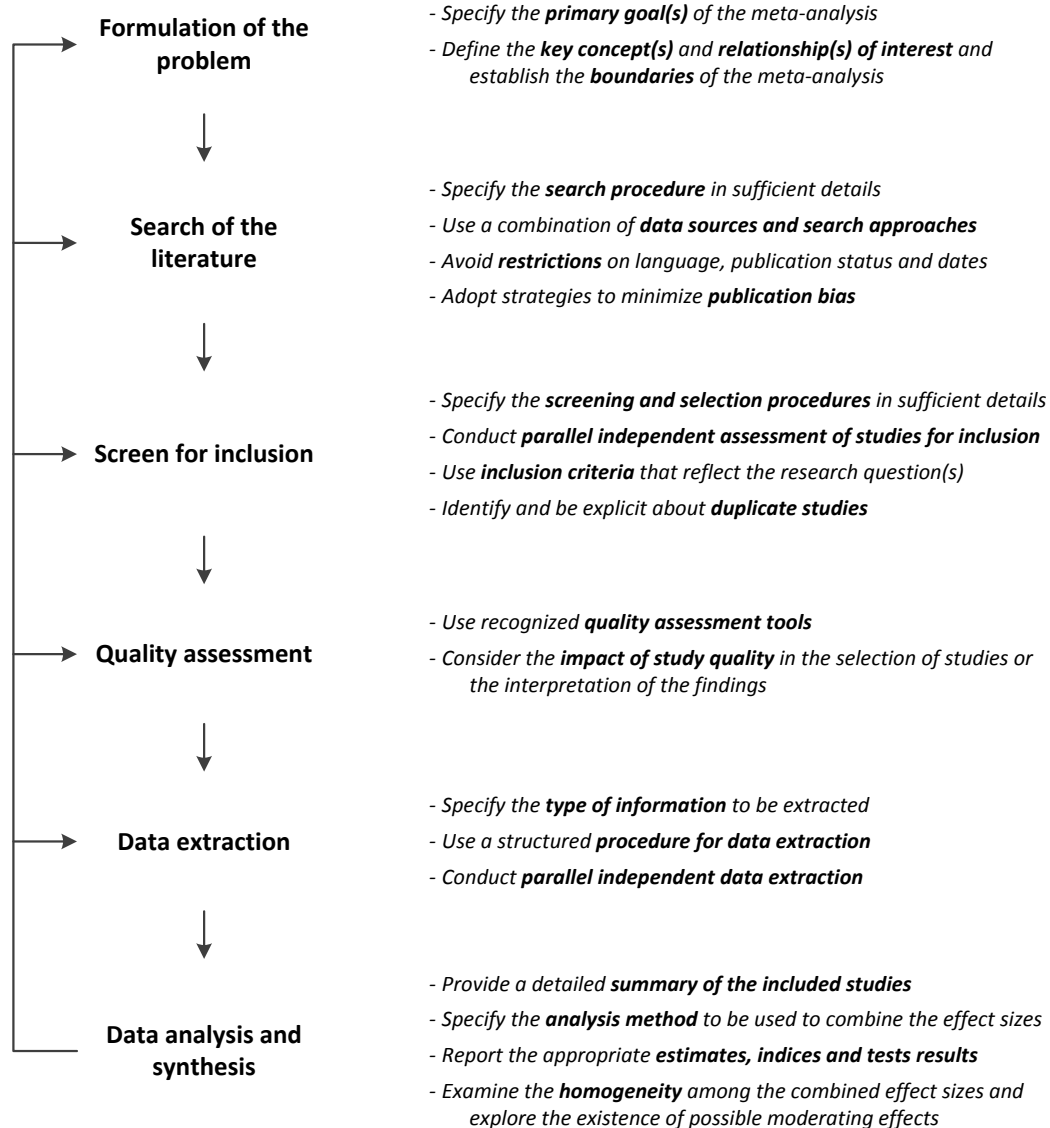 Formulation of the
problem
- Specify the primary goal(s) of the meta-analysis
- Define the key concept(s) and relationship(s) of interest and
establish the boundaries of the meta-analysis
Search of the
literature
- Specify the search procedure in sufficient details
- Use a combination of data sources and search approaches
- Avoid restrictions on language, publication status and dates
- Adopt strategies to minimize publication bias
Screen for inclusion
- Specify the screening and selection procedures in sufficient details
- Conduct parallel independent assessment of studies for inclusion
- Use inclusion criteria that reflect the research question(s)
- Identify and be explicit about duplicate studies
Quality assessment
- Use recognized quality assessment tools
- Consider the impact of study quality in the selection of studies or
the interpretation of the findings
Data extraction
- Specify the type of information to be extracted
- Use a structured procedure for data extraction
- Conduct parallel independent data extraction
Data analysis and
synthesis
- Provide a detailed summary of the included studies
- Specify the analysis method to be used to combine the effect sizes
- Report the appropriate estimates, indices and tests results
- Examine the homogeneity among the combined effect sizes and
explore the existence of possible moderating effects